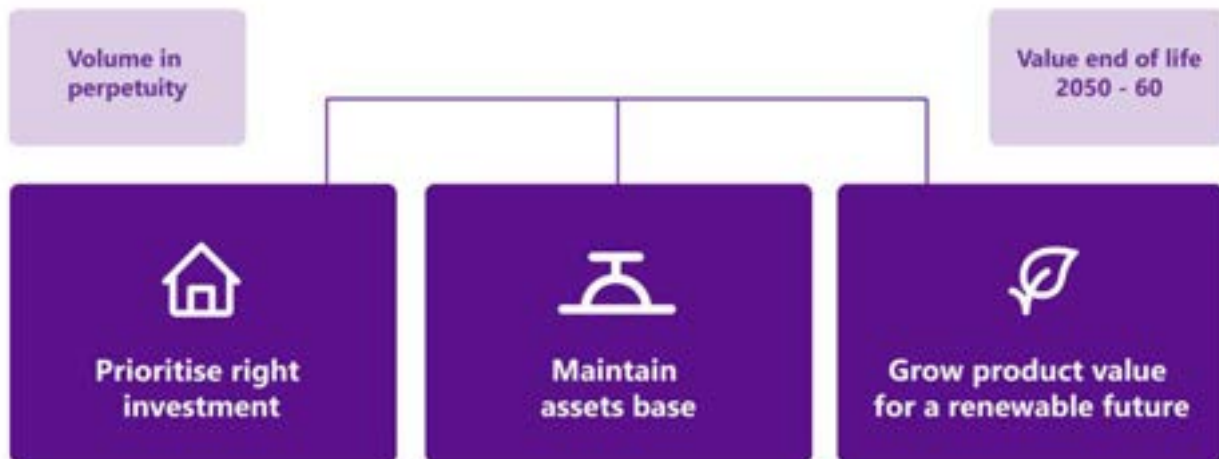 Volume in
perpetuity
Value end of life
2050 - 60
Prioritise right
investment
Maintain
assets base
Grow product value
for a renewable future